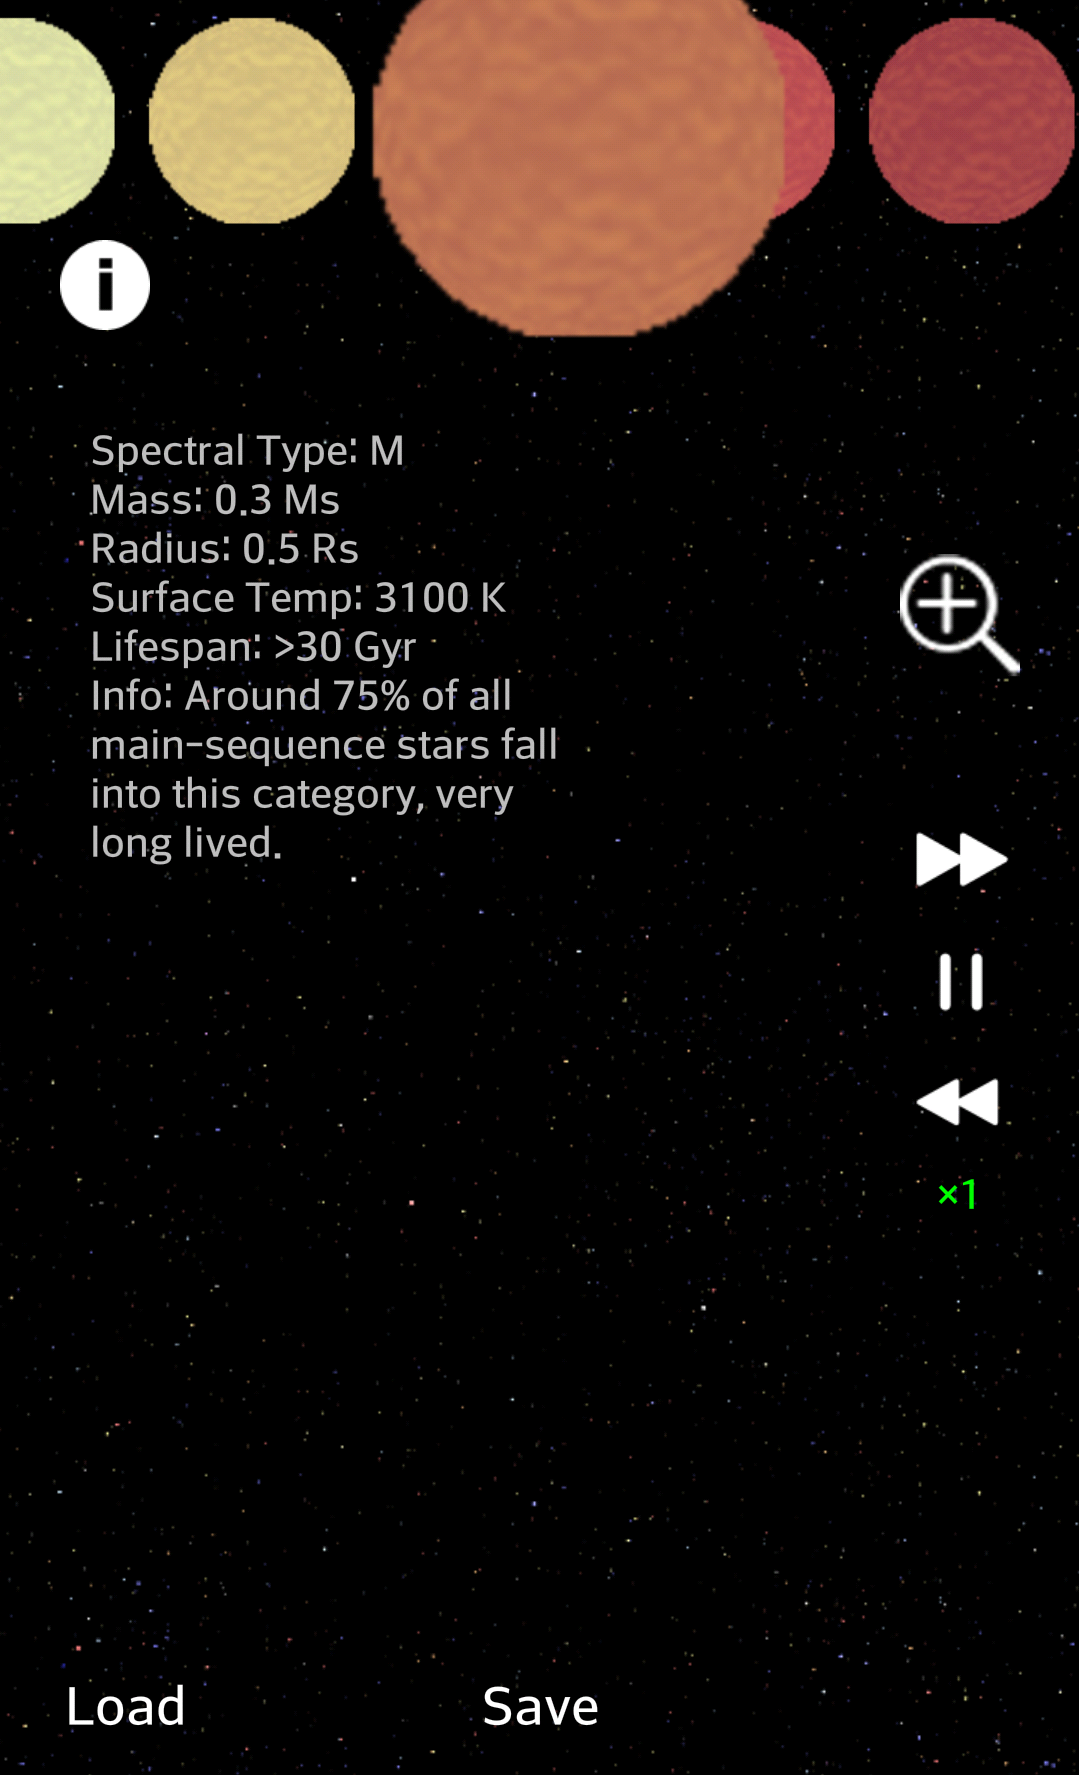 i
Spectral Type: M
Mass: 0.3 Ms
Radius: 0.5 Rs
Surface Temp: 3100 K
Lifespan: >30 Gyr
Info: Around 75% of all
main-sequence stars fall
into this category, very
long lived.
×1
Load
Save